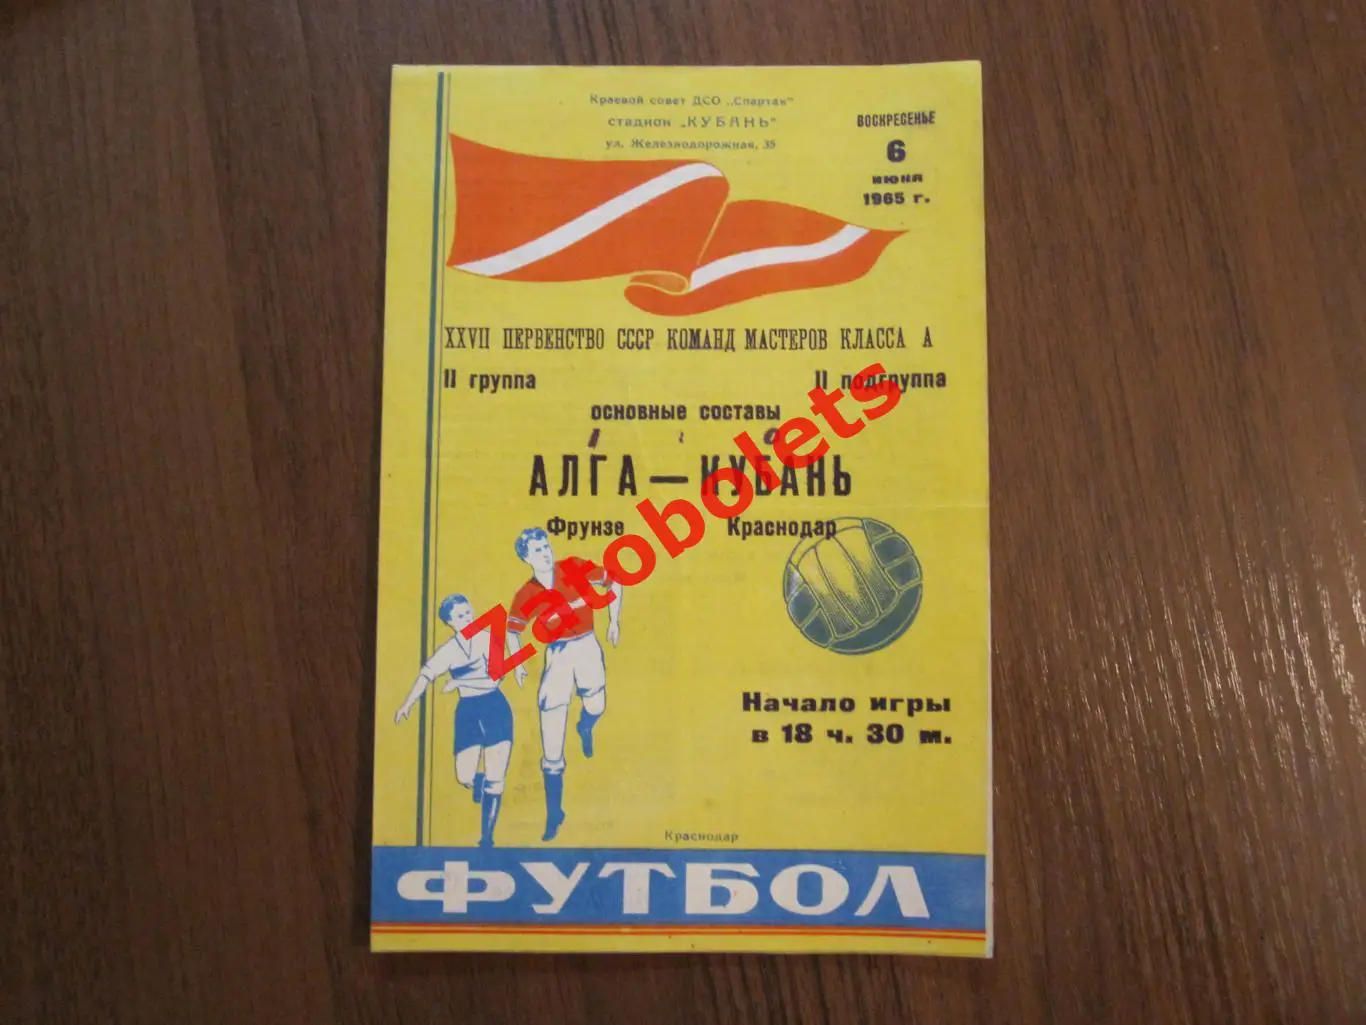 Краевой совет ДСО „Спартак"
стадион „КУБАНЬ"
ул. Железнодорожная, 35
ВОСКРЕСЕНЬЕ
6
июня
1965 г.
XXVII ПЕРВЕНСТВО СССР КОМАНД МАСТЕРОВ КЛАССА А
II группа II подгруппа
основные составы
АЛГА — КУБАНЬ
Фрунзе Краснодар
Zatobolets
Начало игры
в 18 ч. 30 м.
Краснодар
ФУТБОЛ